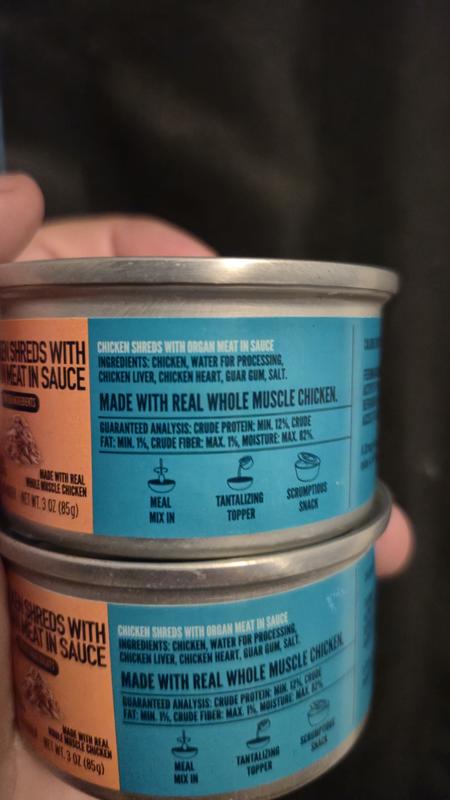 EN SHREDS WITH
MEAT IN SAUCE
MADE WITH REAL
WHOLE MUSCLE CHICKEN
NET WT. 3 OZ (85g)
CHICKEN SHREDS WITH ORGAN MEAT IN SAUCE
INGREDIENTS: CHICKEN, WATER FOR PROCESSING,
CHICKEN LIVER, CHICKEN HEART, GUAR GUM, SALT.
MADE WITH REAL WHOLE MUSCLE CHICKEN.
GUARANTEED ANALYSIS: CRUDE PROTEIN: MIN. 12%, CRUDE
FAT: MIN. 1%, CRUDE FIBER: MAX. 1%, MOISTURE: MAX. 82%.
MEAL
MIX IN
TANTALIZING
TOPPER
SCRUMPTIOUS
SNACK
EN SHREDS WITH
MEAT IN SAUCE
MADE WITH REAL
WHOLE MUSCLE CHICKEN
NET WT. 3 OZ (85g)
CHICKEN SHREDS WITH ORGAN MEAT IN SAUCE
INGREDIENTS: CHICKEN, WATER FOR PROCESSING,
CHICKEN LIVER, CHICKEN HEART, GUAR GUM, SALT.
MADE WITH REAL WHOLE MUSCLE CHICKEN.
GUARANTEED ANALYSIS: CRUDE PROTEIN: MIN. 12%, CRUDE
FAT: MIN. 1%, CRUDE FIBER: MAX. 1%, MOISTURE: MAX. 82%.
MEAL
MIX IN
TANTALIZING
TOPPER
SCRUMPTIOUS
SNACK